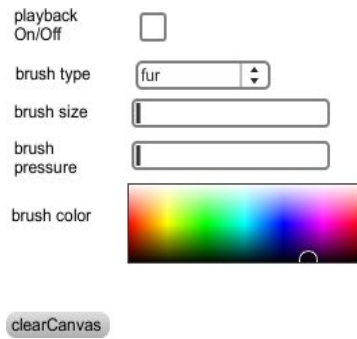 playback
On/Off
brush type
fur
brush size
brush
pressure
brush color
clearCanvas